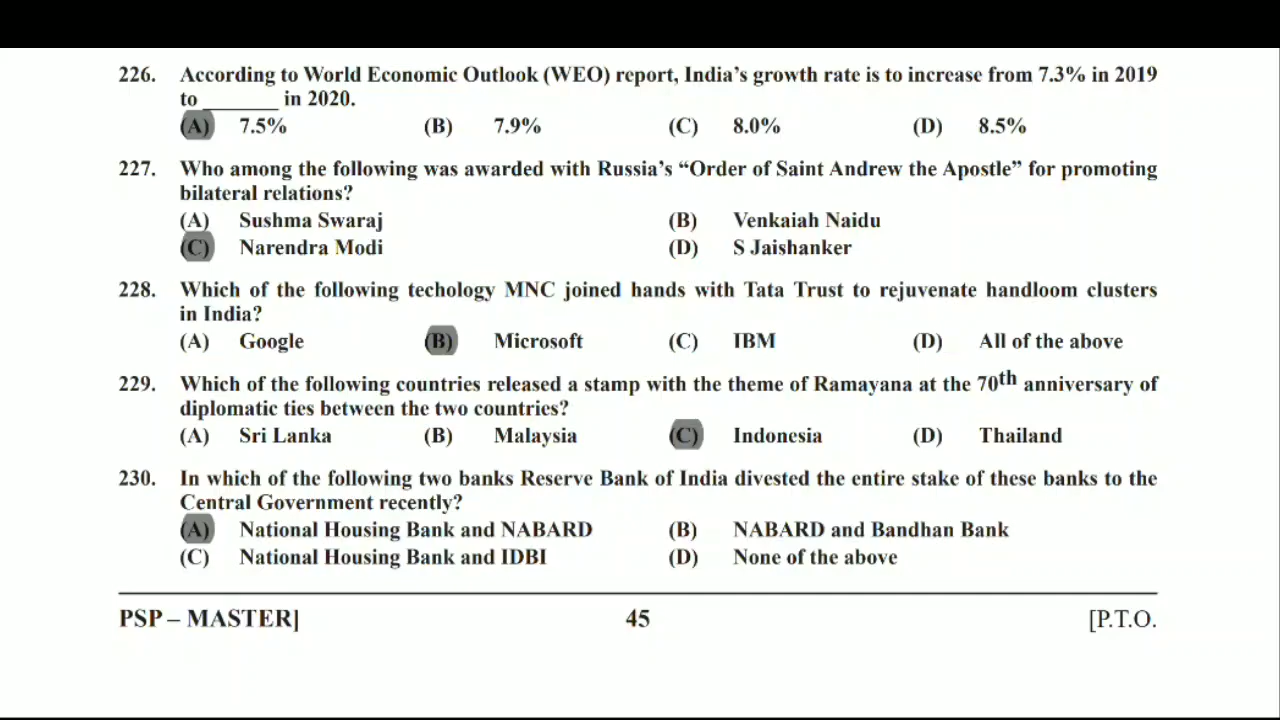 226. According to World Economic Outlook (WEO) report, India's growth rate is to increase from 7.3% in 2019
to ________ in 2020.
(A) 7.5% (B) 7.9% (C) 8.0% (D) 8.5%
227. Who among the following was awarded with Russia's “Order of Saint Andrew the Apostle” for promoting
bilateral relations?
(A) Sushma Swaraj (B) Venkaiah Naidu
(C) Narendra Modi (D) S Jaishanker
228. Which of the following techology MNC joined hands with Tata Trust to rejuvenate handloom clusters
in India?
(A) Google (B) Microsoft (C) IBM (D) All of the above
229. Which of the following countries released a stamp with the theme of Ramayana at the 70th anniversary of
diplomatic ties between the two countries?
(A) Sri Lanka (B) Malaysia (C) Indonesia (D) Thailand
230. In which of the following two banks Reserve Bank of India divested the entire stake of these banks to the
Central Government recently?
(A) National Housing Bank and NABARD (B) NABARD and Bandhan Bank
(C) National Housing Bank and IDBI (D) None of the above
PSP – MASTER] 45 [P.T.O.